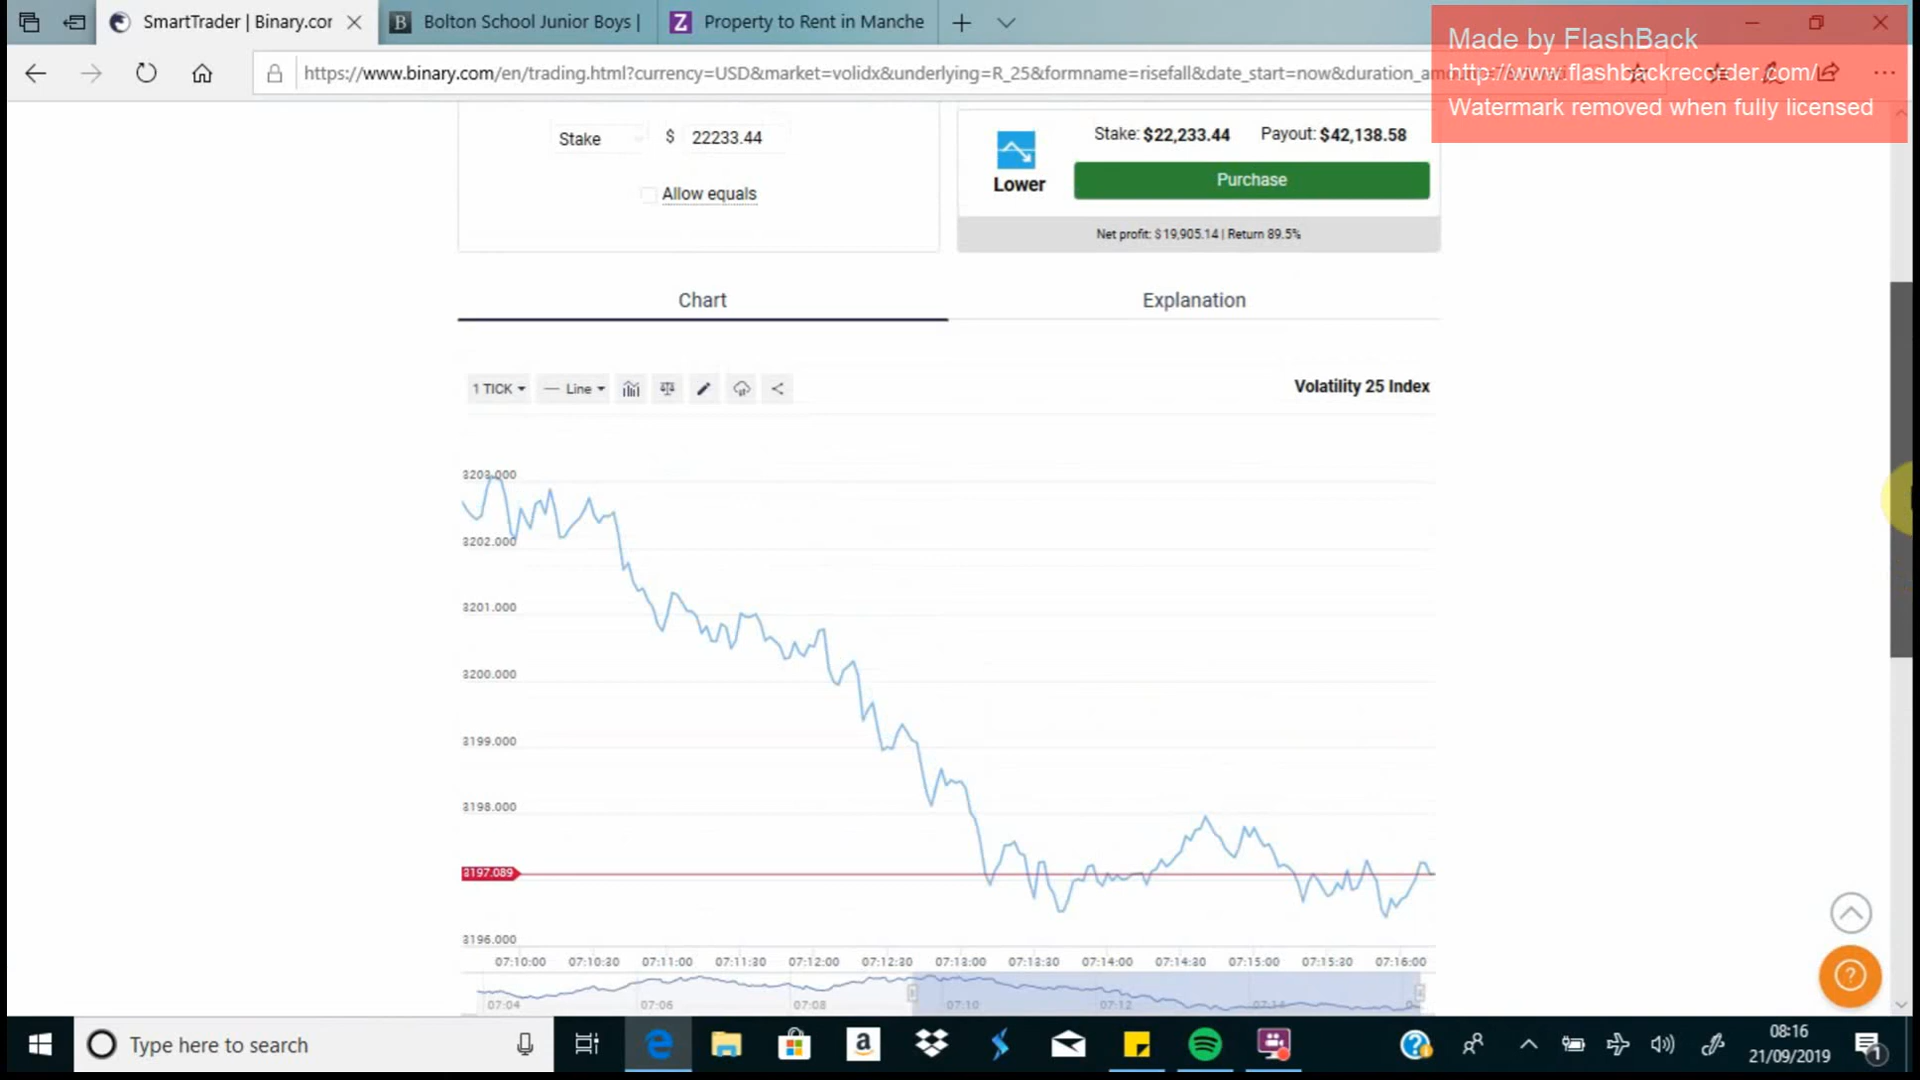 SmartTrader | Binary.cor
Bolton School Junior Boys |
Property to Rent in Manche
Made by FlashBack
http://www.flashbackrecorder.com/
Watermark removed when fully licensed
https://www.binary.com/en/trading.html?currency=USD&market=volidx&underlying=R_25&formname=risefall&date_start=now&duration_am
Stake $ 22233.44
Allow equals
Stake: $22,233.44 Payout: $42,138.58
Lower
Purchase
Net profit: $19,905.14 | Return 89.5%
Chart
Explanation
1 TICK
Line
Volatility 25 Index
3203.000
3202.000
3201.000
3200.000
3199.000
3198.000
3197.089
3196.000
07:10:00 07:10:30 07:11:00 07:11:30 07:12:00 07:12:30 07:13:00 07:13:30 07:14:00 07:14:30 07:15:00 07:15:30 07:16:00
07:04 07:06 07:08 07:10 07:12 07:14
Type here to search
08:16
21/09/2019
1